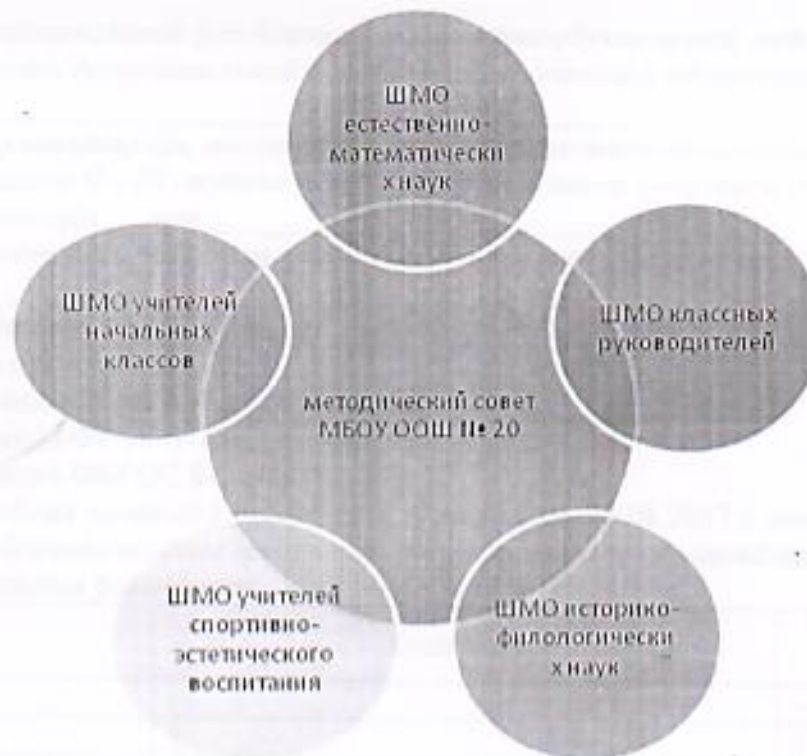 ШМО
естественно-
математически
х наук
ШМО учителей
начальных
классов
ШМО классных
руководителей
методический совет
МБОУ ООШ № 20
ШМО учителей
спортивно-
эстетического
воспитания
ШМО историко-
филологически
х наук